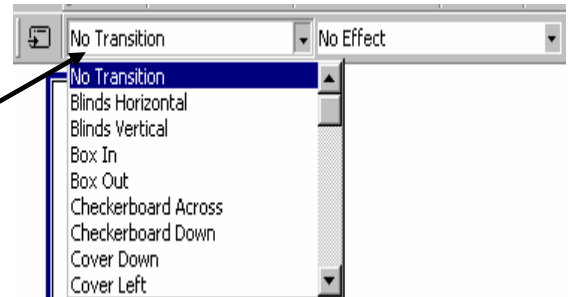 No Transition No Effect
No Transition
Blinds Horizontal
Blinds Vertical
Box In
Box Out
Checkerboard Across
Checkerboard Down
Cover Down
Cover Left